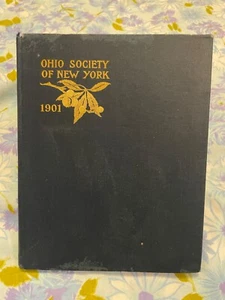 OHIO SOCIETY
OF NEW YORK
1901